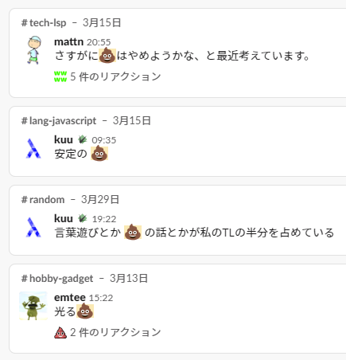 # tech-lsp – 3月15日
mattn 20:55
さすがに💩はやめようかな、と最近考えています。
ww ww 5 件のリアクション
# lang-javascript – 3月15日
kuu 09:35
安定の 💩
# random – 3月29日
kuu 19:22
言葉遊びとか 💩 の話とかが私のTLの半分を占めている
# hobby-gadget – 3月13日
emtee 15:22
光る💩
2 件のリアクション